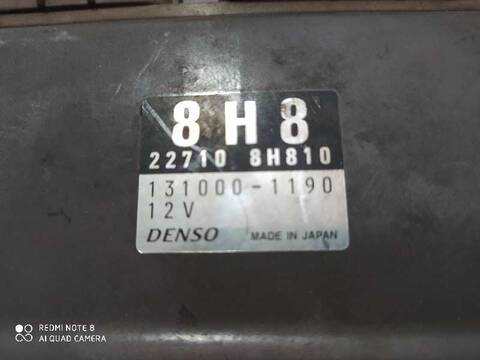 8H8
22710 8H810
131000-1190
12V
DENSO MADE IN JAPAN
REDMI NOTE 8
AI QUAD CAMERA